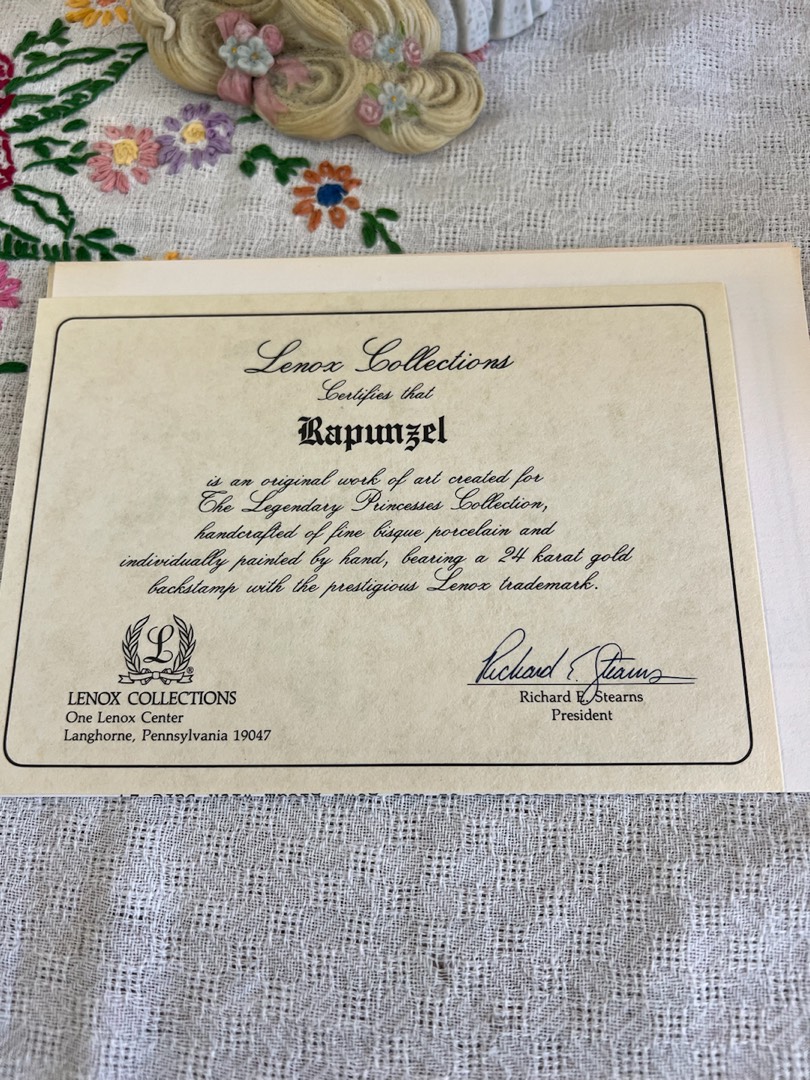 Lenox Collections
Certifies that
Rapunzel
is an original work of art created for
The Legendary Princesses Collection,
handcrafted of fine bisque porcelain and
individually painted by hand, bearing a 24 karat gold
backstamp with the prestigious Lenox trademark.
L ®
LENOX COLLECTIONS
One Lenox Center
Langhorne, Pennsylvania 19047
Richard E. Stearns
Richard E. Stearns
President